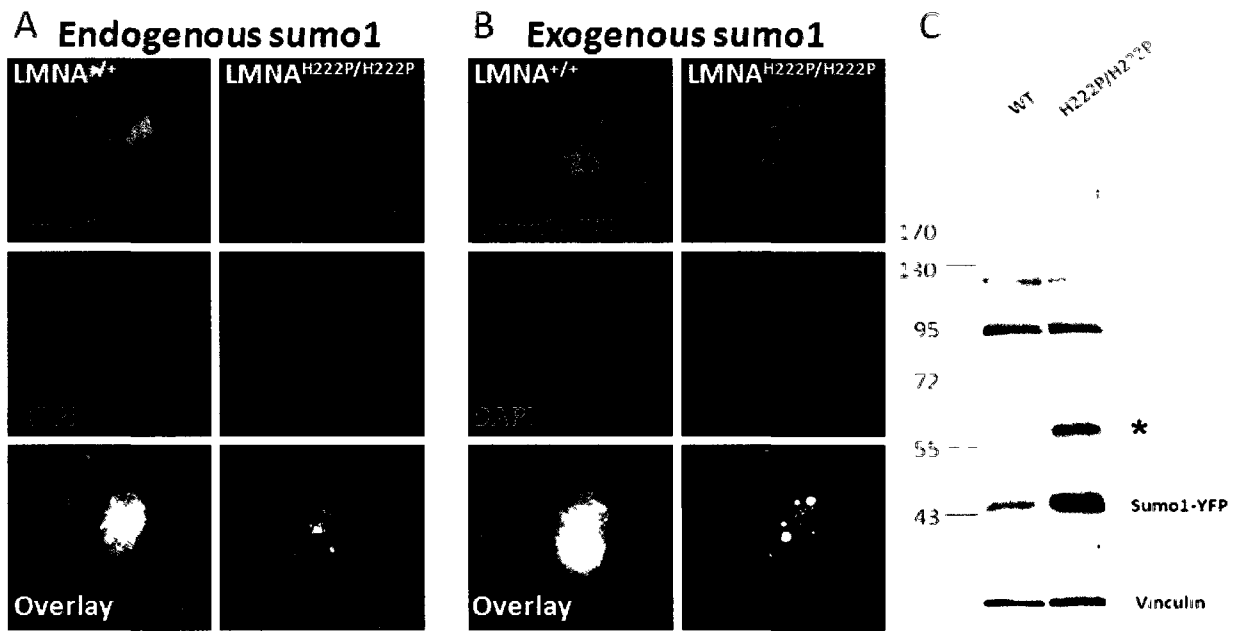 A Endogenous sumo1
LMNA+/+ LMNAH222P/H222P
Overlay
B Exogenous sumo1
LMNA+/+ LMNAH222P/H222P
DAPI
Overlay
C
WT H222P/H222P
170
130
95
72
55
43
*
Sumo1-YFP
Vinculin